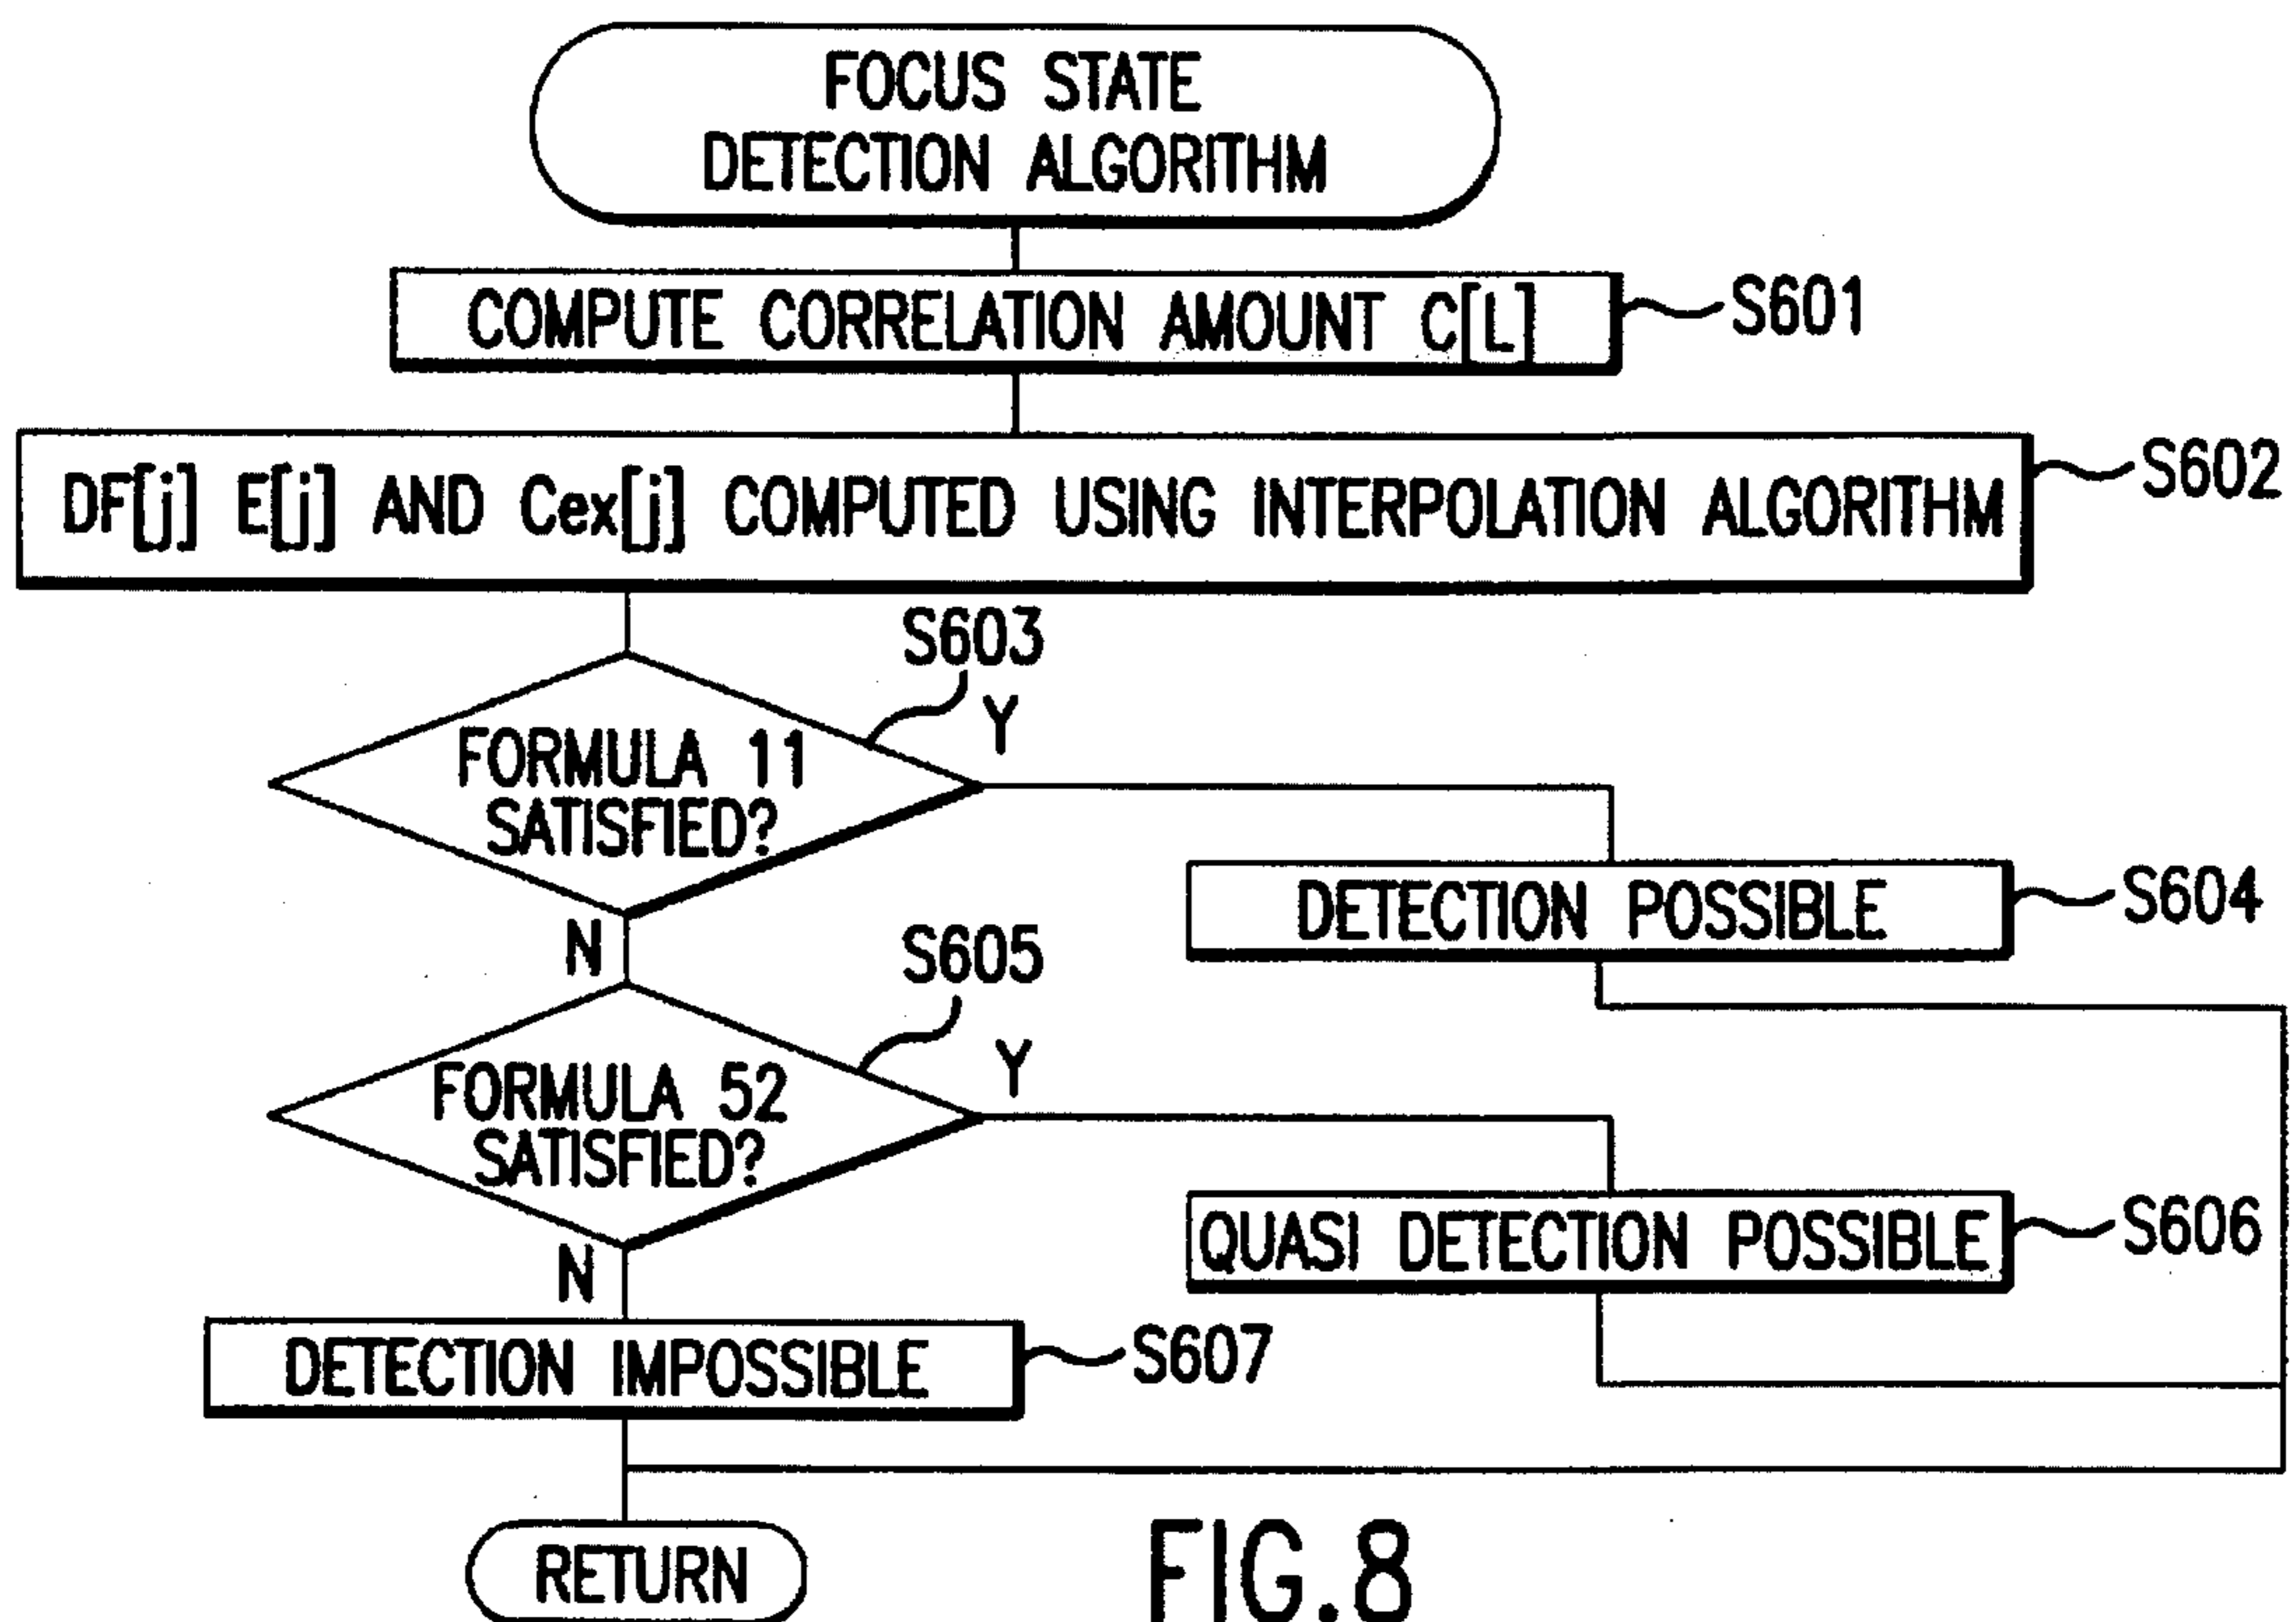 FOCUS STATE
DETECTION ALGORITHM
COMPUTE CORRELATION AMOUNT C[L]
S601
DF[j] E[j] AND Cex[j] COMPUTED USING INTERPOLATION ALGORITHM
S602
S603
FORMULA 11
SATISFIED?
Y
N
DETECTION POSSIBLE
S604
S605
FORMULA 52
SATISFIED?
Y
N
QUASI DETECTION POSSIBLE
S606
DETECTION IMPOSSIBLE
S607
RETURN
FIG.8